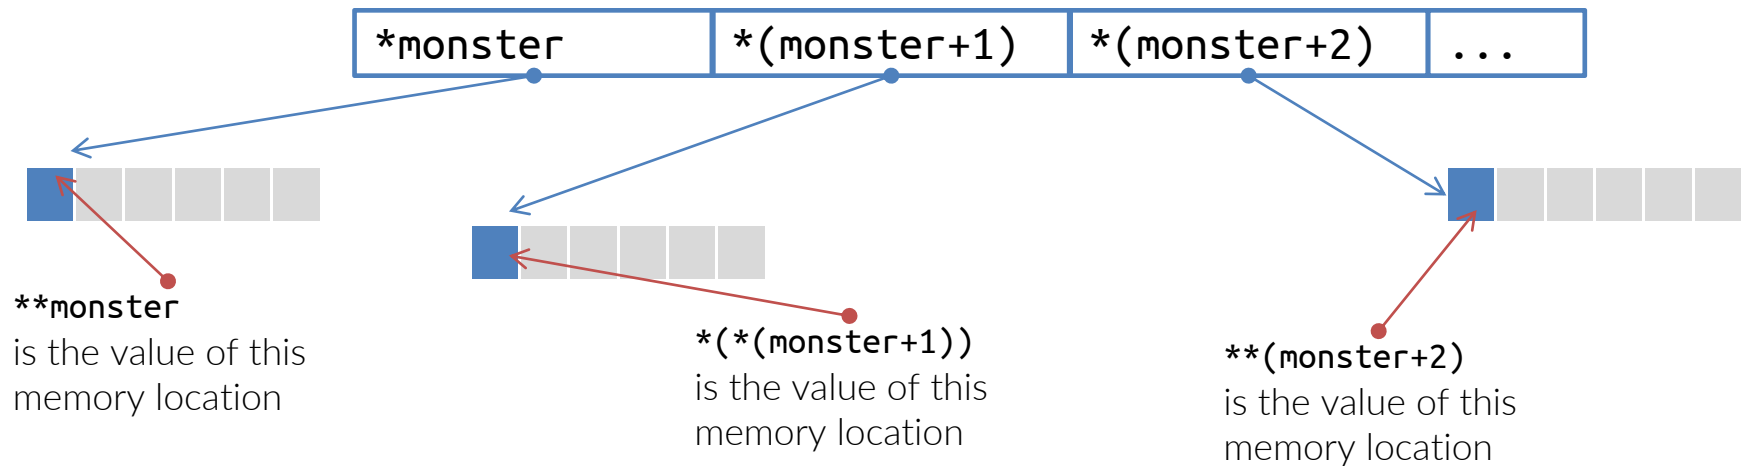 *monster
*(monster+1)
*(monster+2)
...
**monster
is the value of this
memory location
*(*(monster+1))
is the value of this
memory location
**(monster+2)
is the value of this
memory location